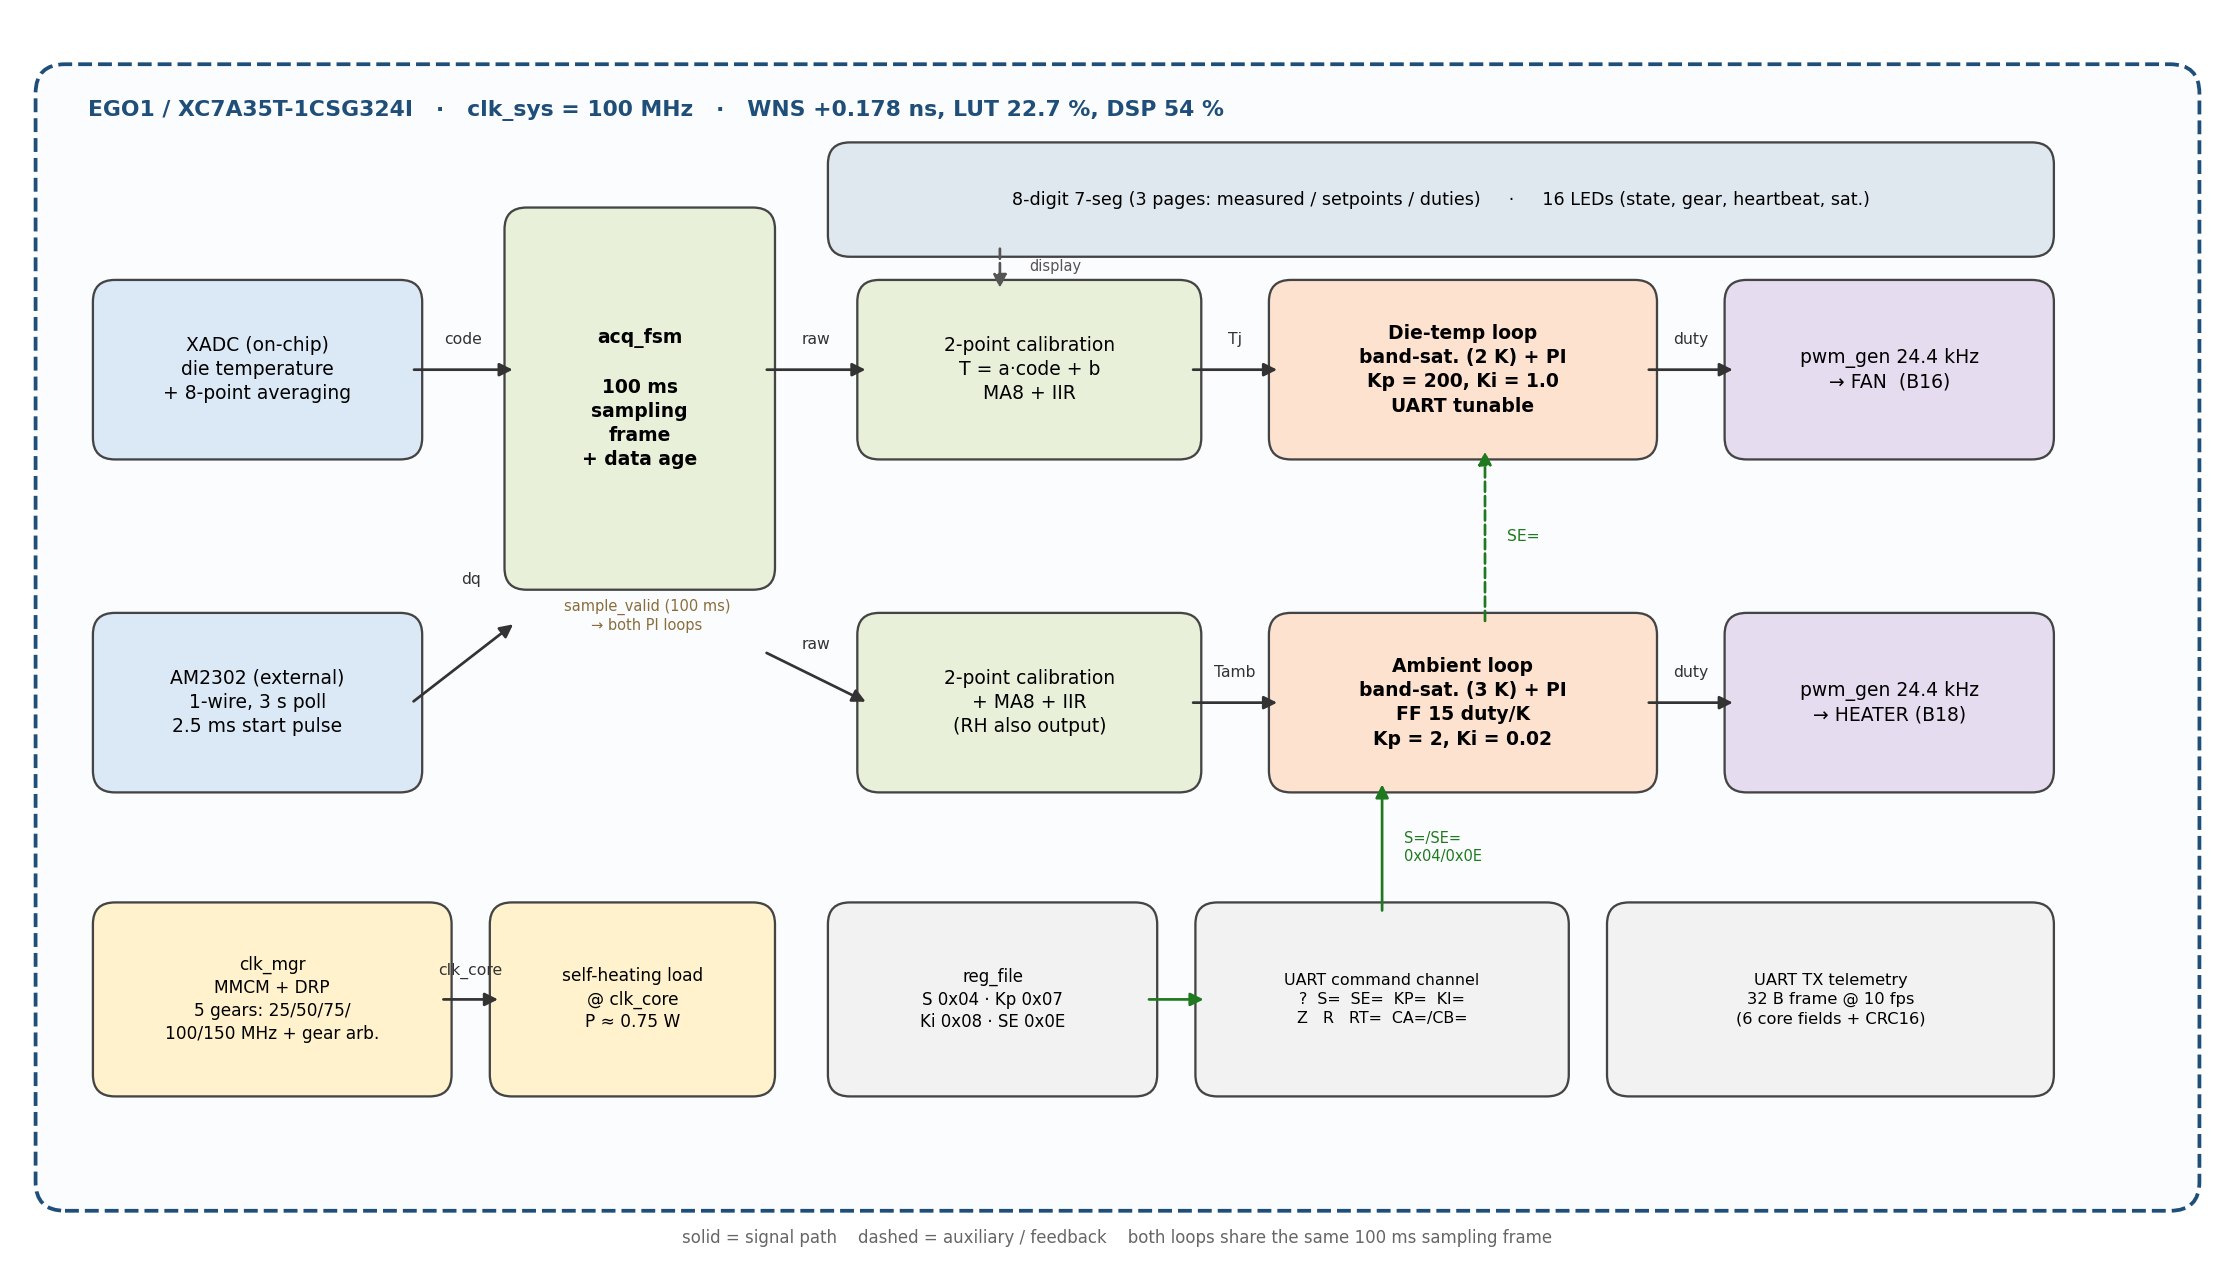 EGO1 / XC7A35T-1CSG324I · clk_sys = 100 MHz · WNS +0.178 ns, LUT 22.7 %, DSP 54 %
8-digit 7-seg (3 pages: measured / setpoints / duties) · 16 LEDs (state, gear, heartbeat, sat.)
display
XADC (on-chip)
die temperature
+ 8-point averaging
code
acq_fsm
100 ms
sampling
frame
+ data age
raw
2-point calibration
T = a·code + b
MA8 + IIR
Tj
Die-temp loop
band-sat. (2 K) + PI
Kp = 200, Ki = 1.0
UART tunable
duty
pwm_gen 24.4 kHz
→ FAN (B16)
SE=
dq
sample_valid (100 ms)
→ both PI loops
AM2302 (external)
1-wire, 3 s poll
2.5 ms start pulse
raw
2-point calibration
+ MA8 + IIR
(RH also output)
Tamb
Ambient loop
band-sat. (3 K) + PI
FF 15 duty/K
Kp = 2, Ki = 0.02
duty
pwm_gen 24.4 kHz
→ HEATER (B18)
S=/SE=
0x04/0x0E
clk_mgr
MMCM + DRP
5 gears: 25/50/75/
100/150 MHz + gear arb.
clk_core
self-heating load
@ clk_core
P ≈ 0.75 W
reg_file
S 0x04 · Kp 0x07
Ki 0x08 · SE 0x0E
UART command channel
? S= SE= KP= KI=
Z R RT= CA=/CB=
UART TX telemetry
32 B frame @ 10 fps
(6 core fields + CRC16)
solid = signal path dashed = auxiliary / feedback both loops share the same 100 ms sampling frame